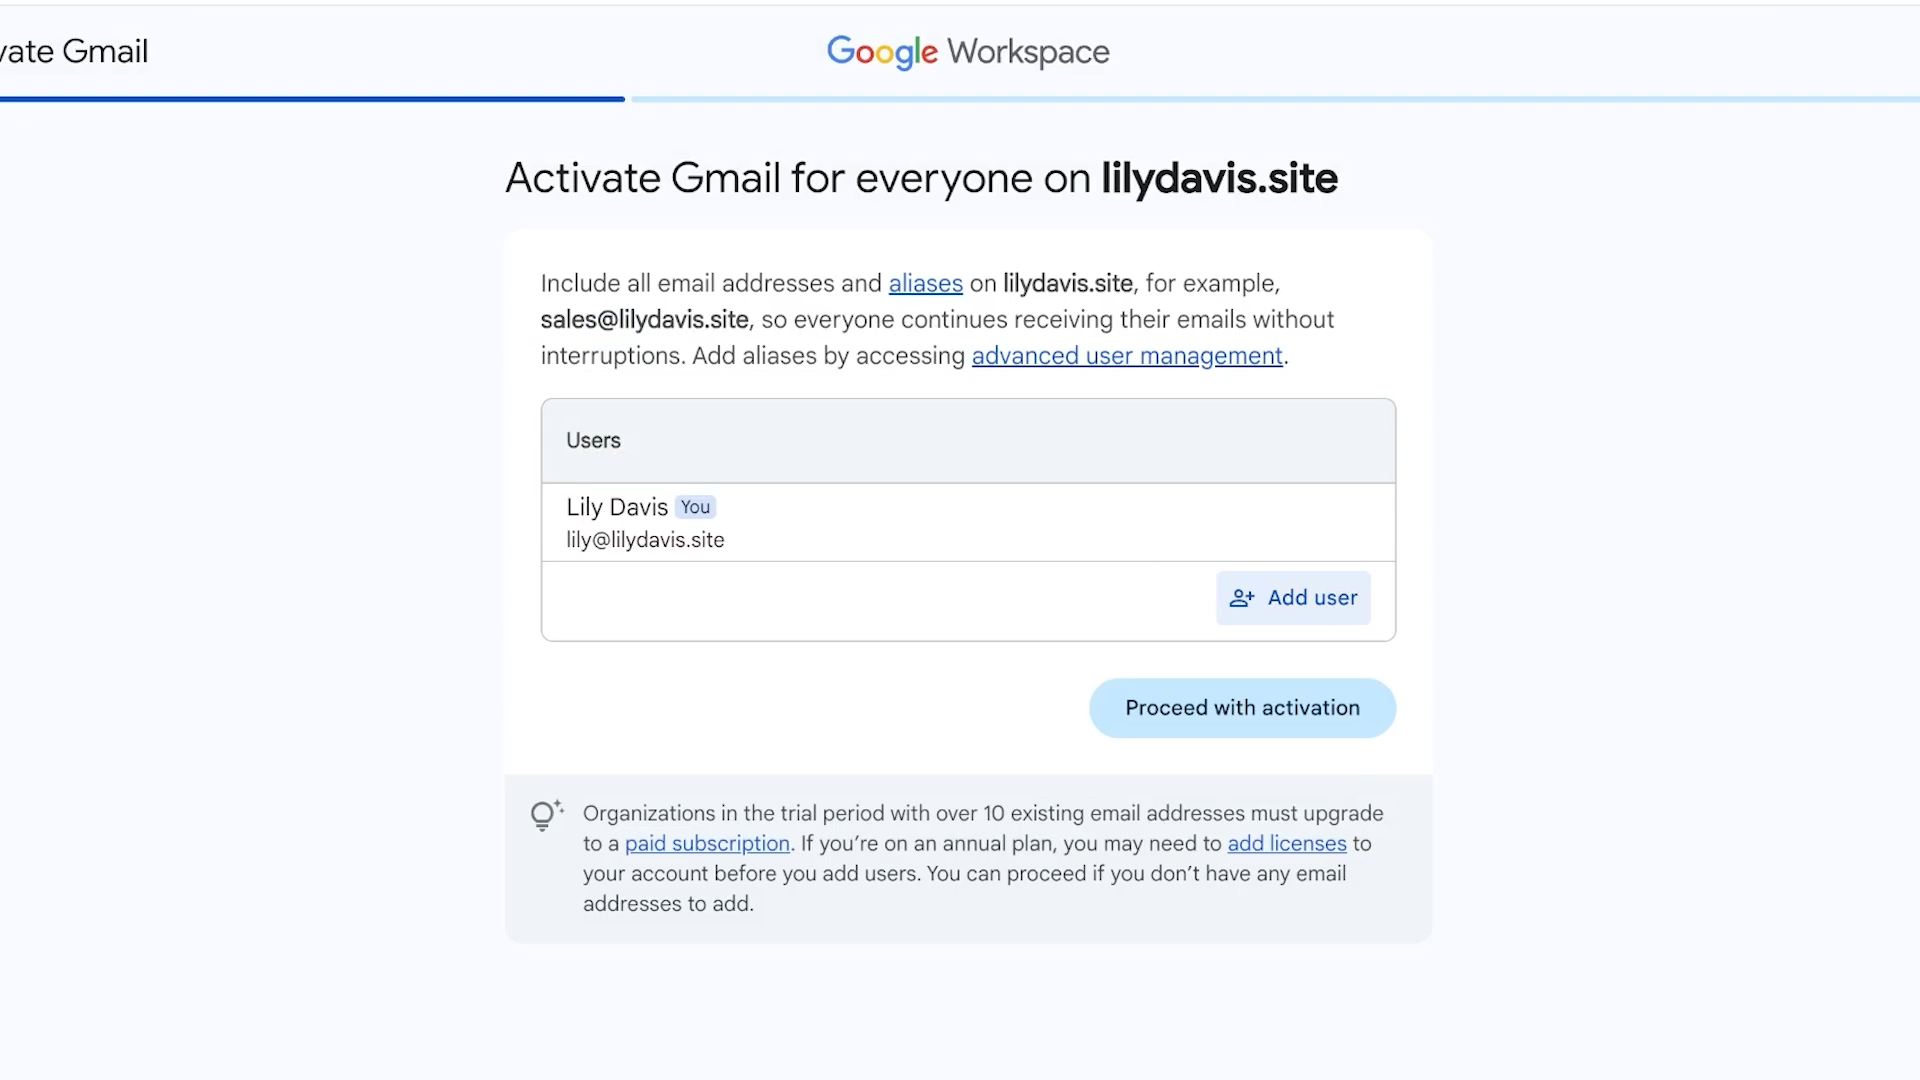 vate Gmail
Google Workspace
Activate Gmail for everyone on lilydavis.site
Include all email addresses and aliases on lilydavis.site, for example,
sales@lilydavis.site, so everyone continues receiving their emails without
interruptions. Add aliases by accessing advanced user management.
Users
Lily Davis You
lily@lilydavis.site
Add user
Proceed with activation
Organizations in the trial period with over 10 existing email addresses must upgrade
to a paid subscription. If you’re on an annual plan, you may need to add licenses to
your account before you add users. You can proceed if you don’t have any email
addresses to add.